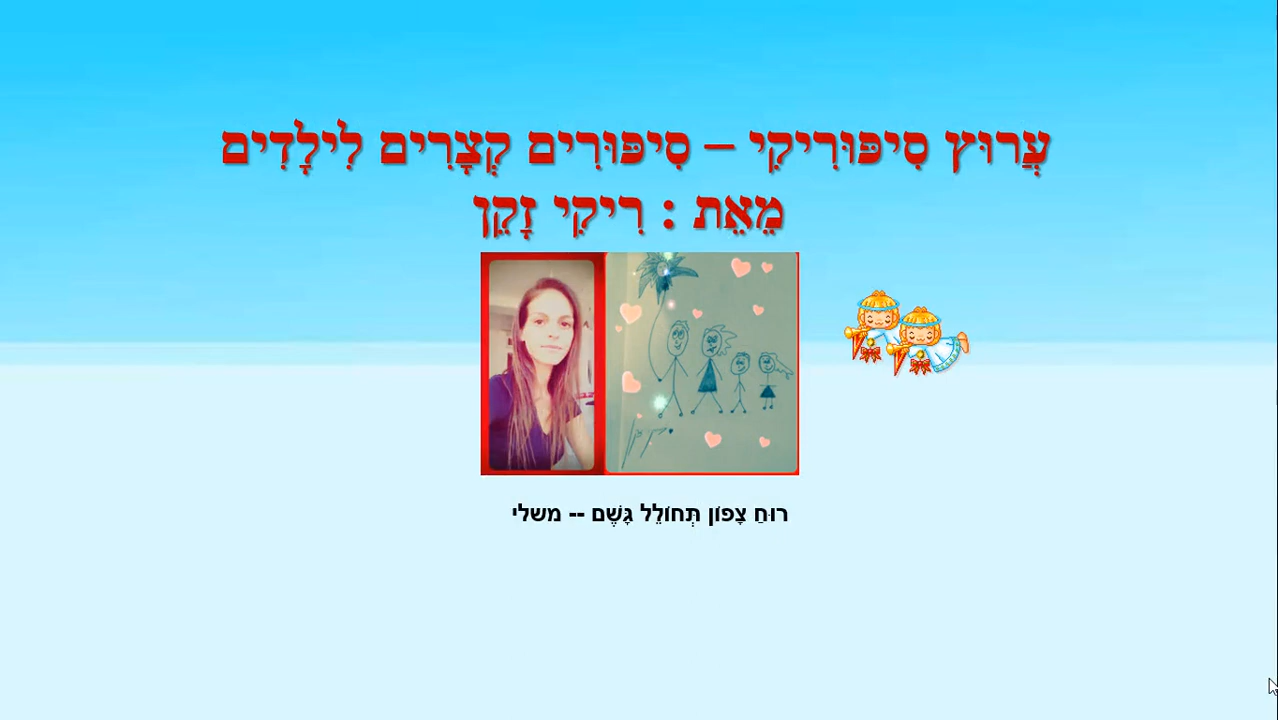 עֲרוּץ סִיפּוּרִיקִי – סִיפּוּרִים קְצָרִים לִילָדִים
מֵאֵת : רִיקִי זָקֵן
רוּחַ צָפוֹן תְּחוֹלֵל גָּשֶׁם -- משלי